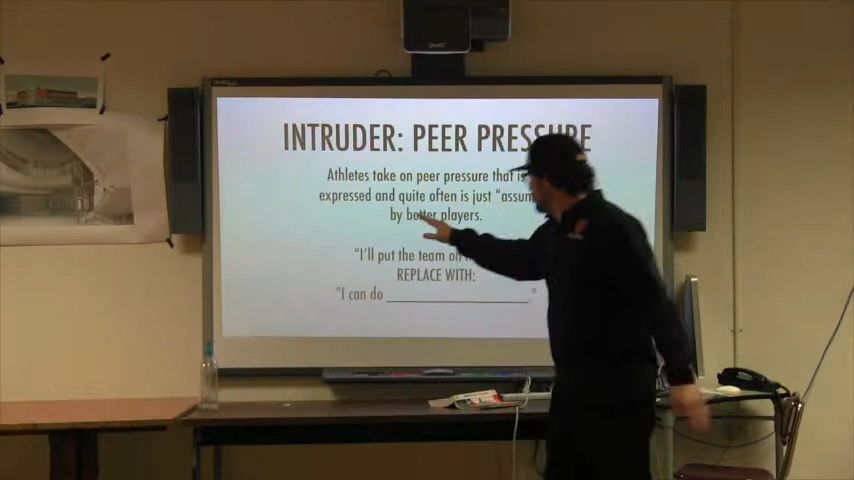 INTRUDER: PEER PRESSURE
Athletes take on peer pressure that is
expressed and quite often is just "assum
by better players.
"I'll put the team on
REPLACE WITH:
"I can do ______________________"